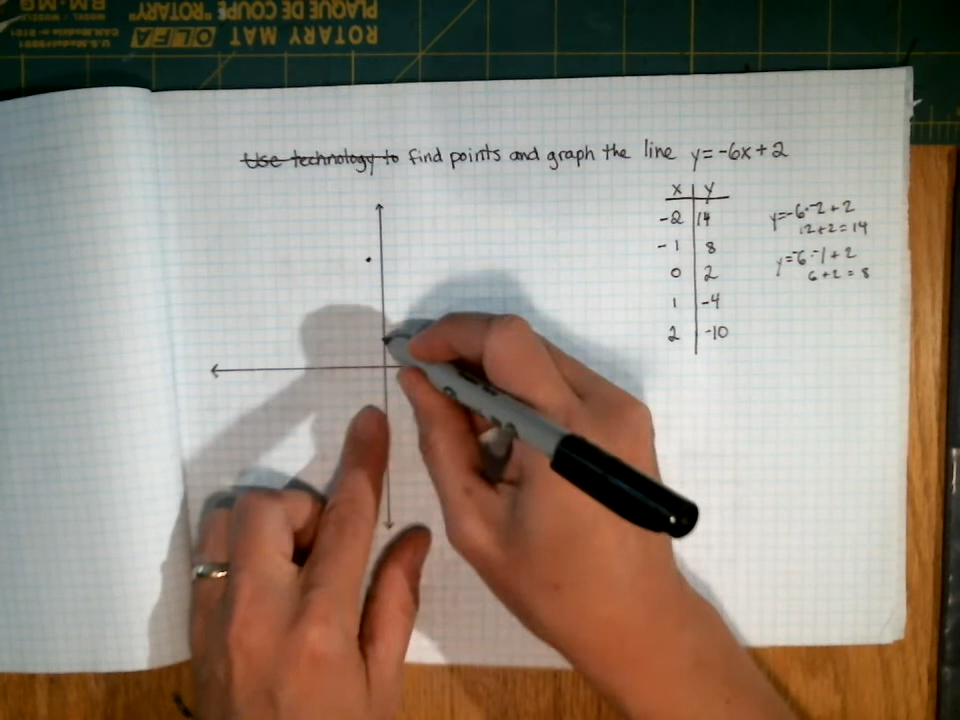 PLAQUE DE COUPE "ROTARY"
OLFA ROTARY MAT
Use technology to find points and graph the line y=-6x+2
x y
-2 14
-1 8
0 2
1 -4
2 -10
y=-6·-2+2
12+2=14
y=-6·-1+2
6+2=8